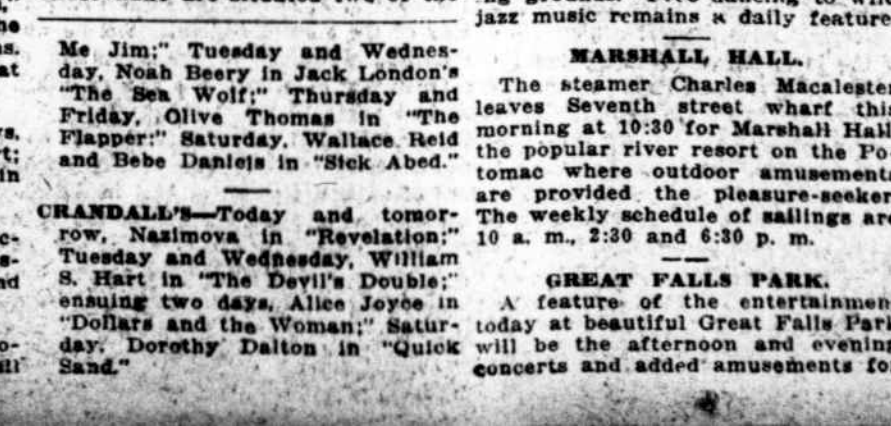 Me Jim;" Tuesday and Wednes-
day, Noah Beery in Jack London's
"The Sea Wolf;" Thursday and
Friday, Olive Thomas in "The
Flapper;" Saturday, Wallace Reid
and Bebe Daniels in "Sick Abed."
CRANDALL'S—Today and tomor-
row, Nazimova in "Revelation;"
Tuesday and Wednesday, William
S. Hart in "The Devil's Double;"
ensuing two days, Alice Joyce in
"Dollars and the Woman;" Satur-
day, Dorothy Dalton in "Quick
Sand."
jazz music remains a daily feature
MARSHALL HALL.
The steamer Charles Macalester
leaves Seventh street wharf thi
morning at 10:30 for Marshall Hall
the popular river resort on the Po
tomac where outdoor amusement
are provided the pleasure-seeker
The weekly schedule of sailings ar
10 a. m., 2:30 and 6:30 p. m.
GREAT FALLS PARK.
A feature of the entertainmen
today at beautiful Great Falls Park
will be the afternoon and evening
concerts and added amusements fo